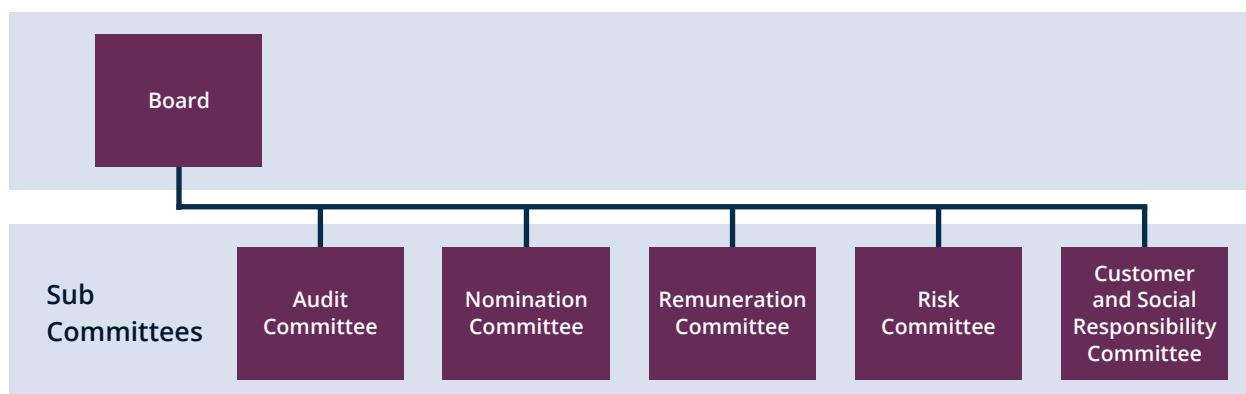 Board
Sub
Committees
Audit
Committee
Nomination
Committee
Remuneration
Committee
Risk
Committee
Customer
and Social
Responsibility
Committee